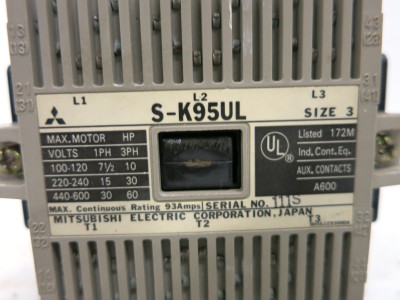 L1 L2 L3
S-K95UL
SIZE 3
MAX. MOTOR HP
VOLTS 1PH 3PH
100-120 7½ 10
220-240 15 30
440-600 30 60
UL
Listed 172M
Ind. Cont. Eq.
AUX. CONTACTS
A600
MAX. Continuous Rating 93Amps SERIAL NO.
MITSUBISHI ELECTRIC CORPORATION, JAPAN
T1 T2 T3